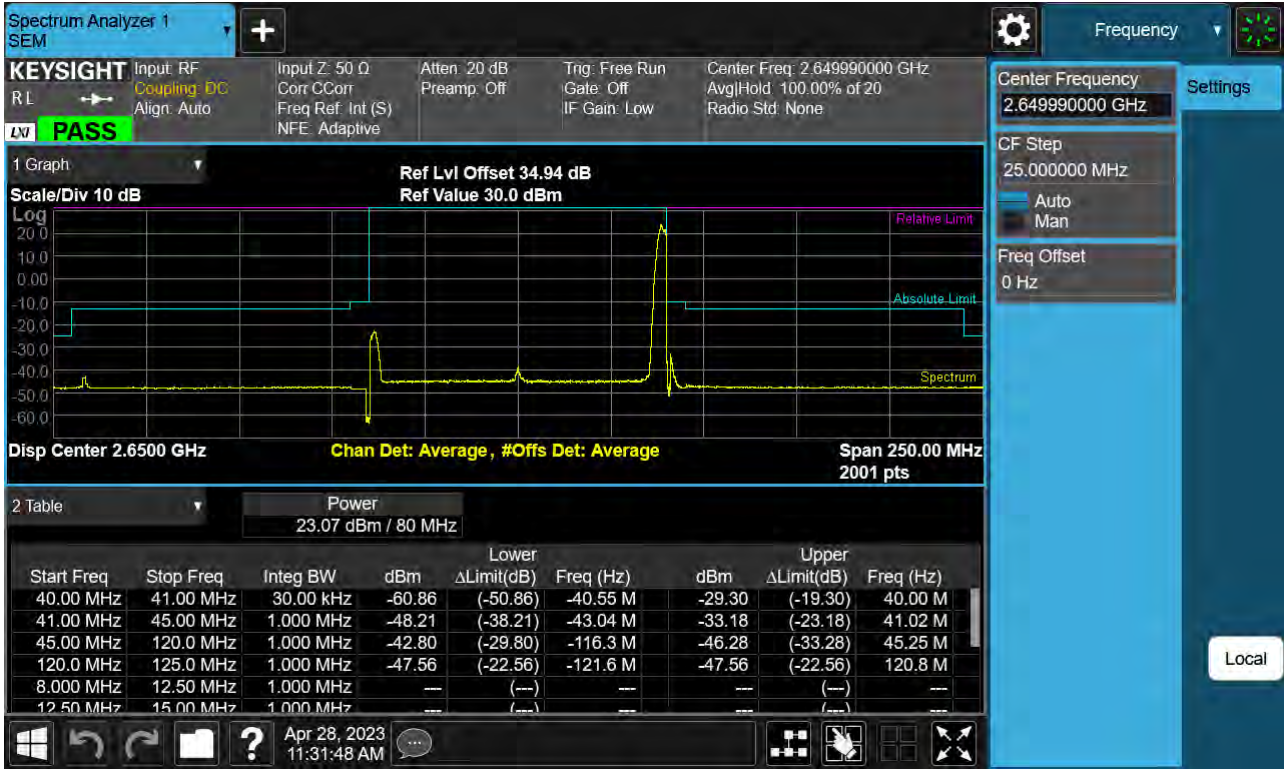 Spectrum Analyzer 1
SEM
Frequency
KEYSIGHT
RL
LXI
PASS
Input: RF
Coupling: DC
Align: Auto
Input Z: 50 Ω
Corr CCorr
Freq Ref: Int (S)
NFE: Adaptive
Atten: 20 dB
Preamp: Off
Trig: Free Run
Gate: Off
IF Gain: Low
Center Freq: 2.649990000 GHz
Avg|Hold: 100.00% of 20
Radio Std: None
Center Frequency
2.649990000 GHz
Settings
CF Step
25.000000 MHz
Auto
Man
Freq Offset
0 Hz
Local
1 Graph
Scale/Div 10 dB
Ref Lvl Offset 34.94 dB
Ref Value 30.0 dBm
Log
20.0
10.0
0.00
-10.0
-20.0
-30.0
-40.0
-50.0
-60.0
Relative Limit
Absolute Limit
Spectrum
Disp Center 2.6500 GHz
Chan Det: Average, #Offs Det: Average
Span 250.00 MHz
2001 pts
2 Table
Power
23.07 dBm / 80 MHz
Lower Upper
Start Freq Stop Freq Integ BW dBm ΔLimit(dB) Freq (Hz) dBm ΔLimit(dB) Freq (Hz)
40.00 MHz 41.00 MHz 30.00 kHz -60.86 (-50.86) -40.55 M -29.30 (-19.30) 40.00 M
41.00 MHz 45.00 MHz 1.000 MHz -48.21 (-38.21) -43.04 M -33.18 (-23.18) 41.02 M
45.00 MHz 120.0 MHz 1.000 MHz -42.80 (-29.80) -116.3 M -46.28 (-33.28) 45.25 M
120.0 MHz 125.0 MHz 1.000 MHz -47.56 (-22.56) -121.6 M -47.56 (-22.56) 120.8 M
8.000 MHz 12.50 MHz 1.000 MHz --- (---) --- --- (---) ---
12.50 MHz 15.00 MHz 1.000 MHz --- (---) --- --- (---) ---
Apr 28, 2023
11:31:48 AM